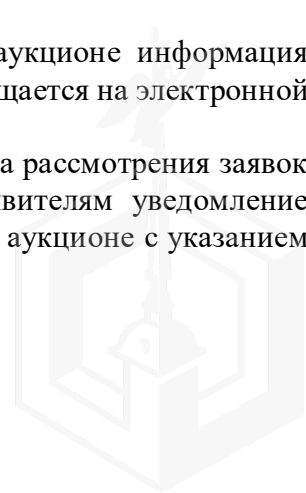 аукционе информация
щается на электронной
а рассмотрения заявок
вителям уведомление
аукционе с указанием